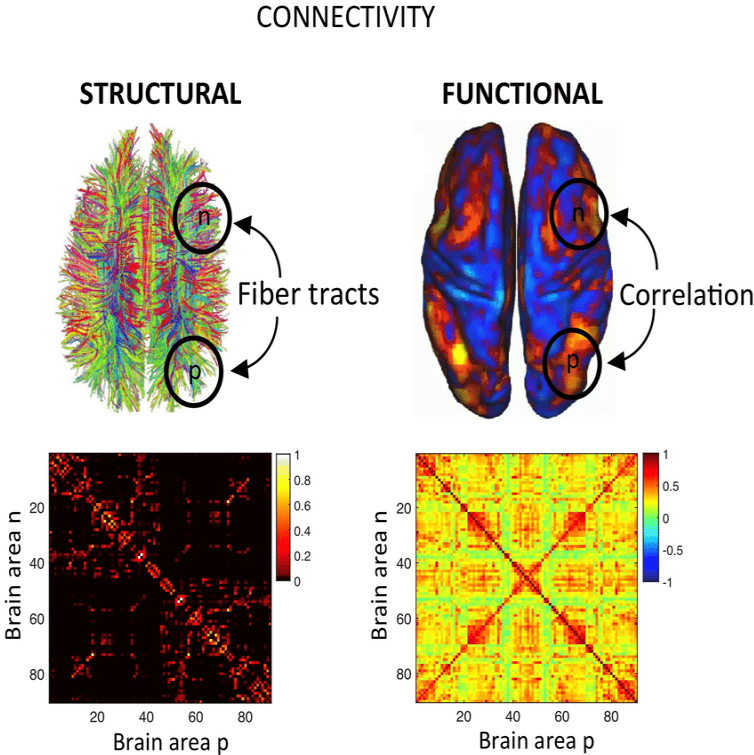 CONNECTIVITY
STRUCTURAL
n
Fiber tracts
p
FUNCTIONAL
n
Correlation
p
Brain area n
20
40
60
80
20 40 60 80
Brain area p
1
0.8
0.6
0.4
0.2
0
Brain area n
20
40
60
80
20 40 60 80
Brain area p
1
0.5
0
-0.5
-1